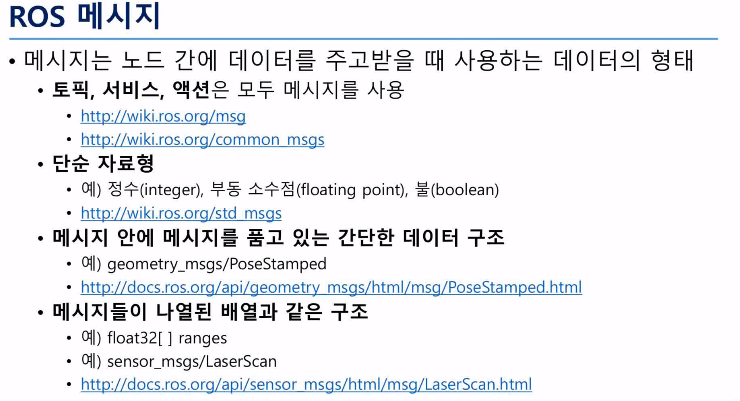 ROS 메시지
• 메시지는 노드 간에 데이터를 주고받을 때 사용하는 데이터의 형태
• 토픽, 서비스, 액션은 모두 메시지를 사용
• http://wiki.ros.org/msg
• http://wiki.ros.org/common_msgs
• 단순 자료형
• 예) 정수(integer), 부동 소수점(floating point), 불(boolean)
• http://wiki.ros.org/std_msgs
• 메시지 안에 메시지를 품고 있는 간단한 데이터 구조
• 예) geometry_msgs/PoseStamped
• http://docs.ros.org/api/geometry_msgs/html/msg/PoseStamped.html
• 메시지들이 나열된 배열과 같은 구조
• 예) float32[ ] ranges
• 예) sensor_msgs/LaserScan
• http://docs.ros.org/api/sensor_msgs/html/msg/LaserScan.html